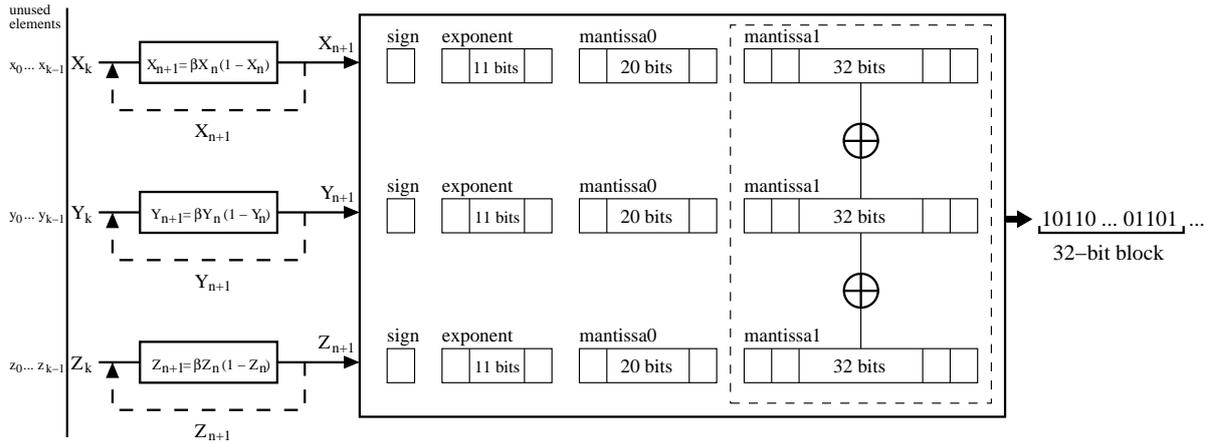 unused
elements
x0... xk−1 Xk
Xn+1=βXn(1 − Xn)
Xn+1
Xn+1
sign exponent mantissa0 mantissa1
11 bits 20 bits 32 bits
y0... yk−1 Yk
Yn+1=βYn(1 − Yn)
Yn+1
Yn+1
sign exponent mantissa0 mantissa1
11 bits 20 bits 32 bits
10110 ... 01101 ...
32−bit block
z0... zk−1 Zk
Zn+1=βZn(1 − Zn)
Zn+1
Zn+1
sign exponent mantissa0 mantissa1
11 bits 20 bits 32 bits